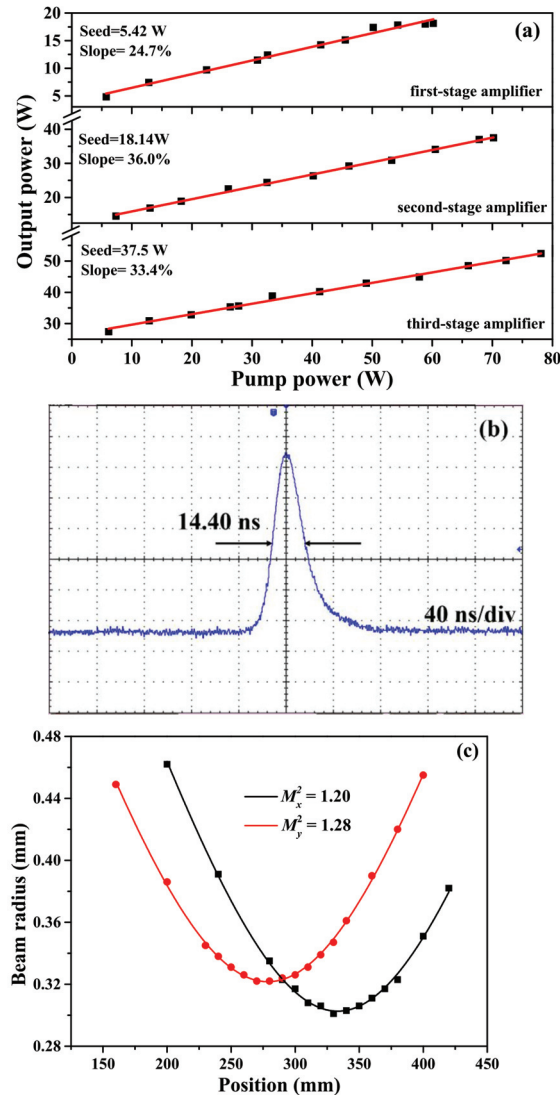 (a)
Seed=5.42 W
Slope= 24.7%
first-stage amplifier
20
15
10
5
Seed=18.14W
Slope= 36.0%
second-stage amplifier
40
30
20
Seed=37.5 W
Slope= 33.4%
third-stage amplifier
50
40
30
Output power (W)
0 10 20 30 40 50 60 70 80
Pump power (W)
(b)
14.40 ns
40 ns/div
(c)
M²x = 1.20
M²y = 1.28
0.48
0.44
0.40
0.36
0.32
0.28
Beam radius (mm)
150 200 250 300 350 400 450
Position (mm)